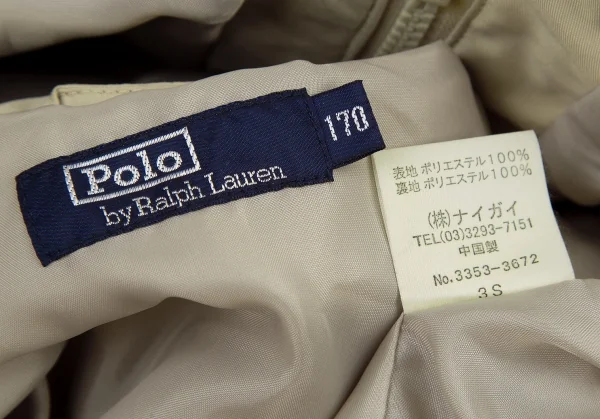 Polo
by Ralph Lauren
170
表地 ポリエステル100%
裏地 ポリエステル100%
(株)ナイガイ
TEL(03)3293-7151
中国製
No.3353-3672
3S